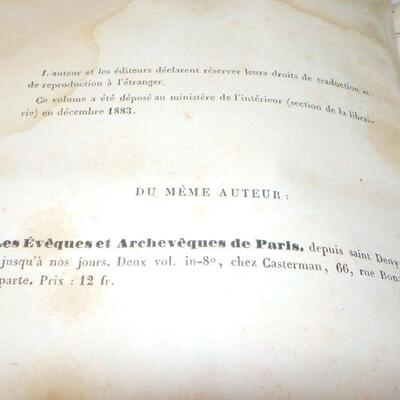 L'auteur et les éditeurs déclarent réserver leurs droits de traduction et
de reproduction à l'étranger.
Ce volume a été déposé au ministère de l'intérieur (section de la librai-
rie) en décembre 1883.
DU MÊME AUTEUR :
Les Évêques et Archevêques de Paris, depuis saint Deny
jusqu'à nos jours. Deux vol. in-8º, chez Casterman, 66, rue Bona
parte. Prix : 12 fr.